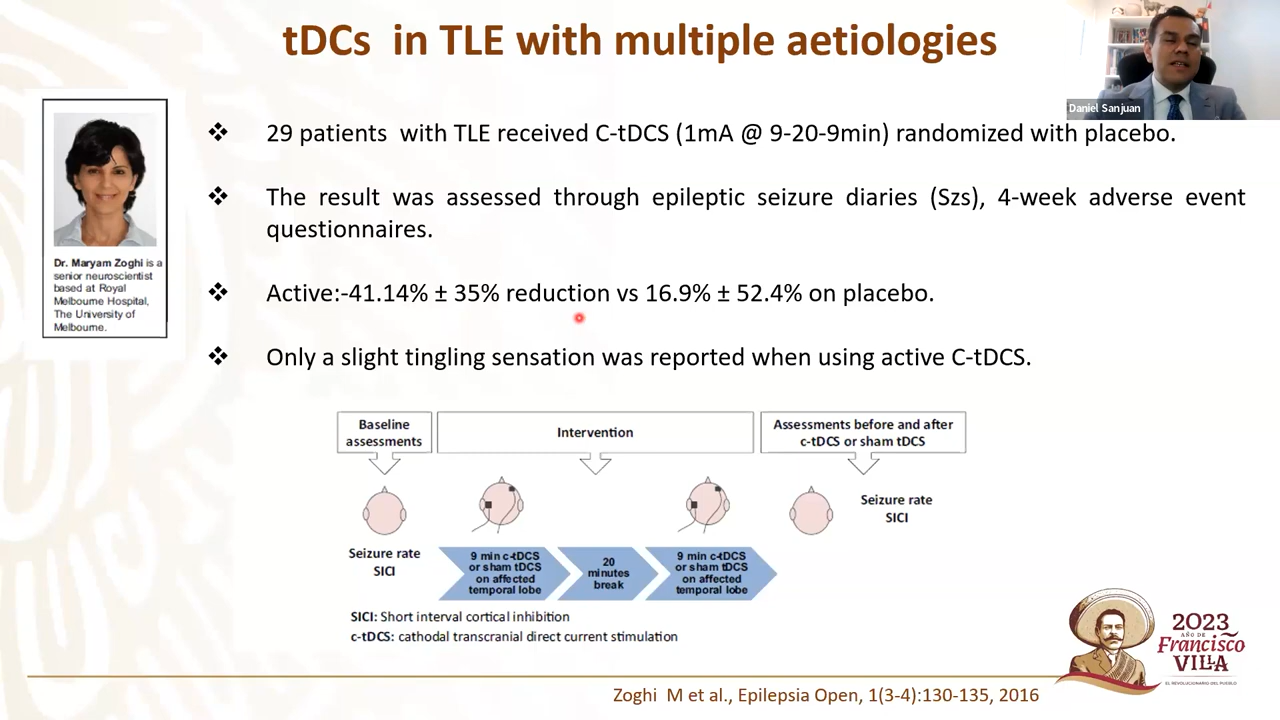 tDCs in TLE with multiple aetiologies
Daniel Sanjuan
❖ 29 patients with TLE received C-tDCS (1mA @ 9-20-9min) randomized with placebo.
❖ The result was assessed through epileptic seizure diaries (Szs), 4-week adverse event
questionnaires.
❖ Active:-41.14% ± 35% reduction vs 16.9% ± 52.4% on placebo.
❖ Only a slight tingling sensation was reported when using active C-tDCS.
Dr. Maryam Zoghi is a
senior neuroscientist
based at Royal
Melbourne Hospital,
The University of
Melbourne.
Baseline
assessments
Intervention
Assessments before and after
c-tDCS or sham tDCS
Seizure rate
SICI
9 min c-tDCS
or sham tDCS
on affected
temporal lobe
20
minutes
break
9 min c-tDCS
or sham tDCS
on affected
temporal lobe
Seizure rate
SICI
SICI: Short interval cortical inhibition
c-tDCS: cathodal transcranial direct current stimulation
2023
AÑO DE
Francisco
VILLA
EL REVOLUCIONARIO DEL PUEBLO
Zoghi M et al., Epilepsia Open, 1(3-4):130-135, 2016